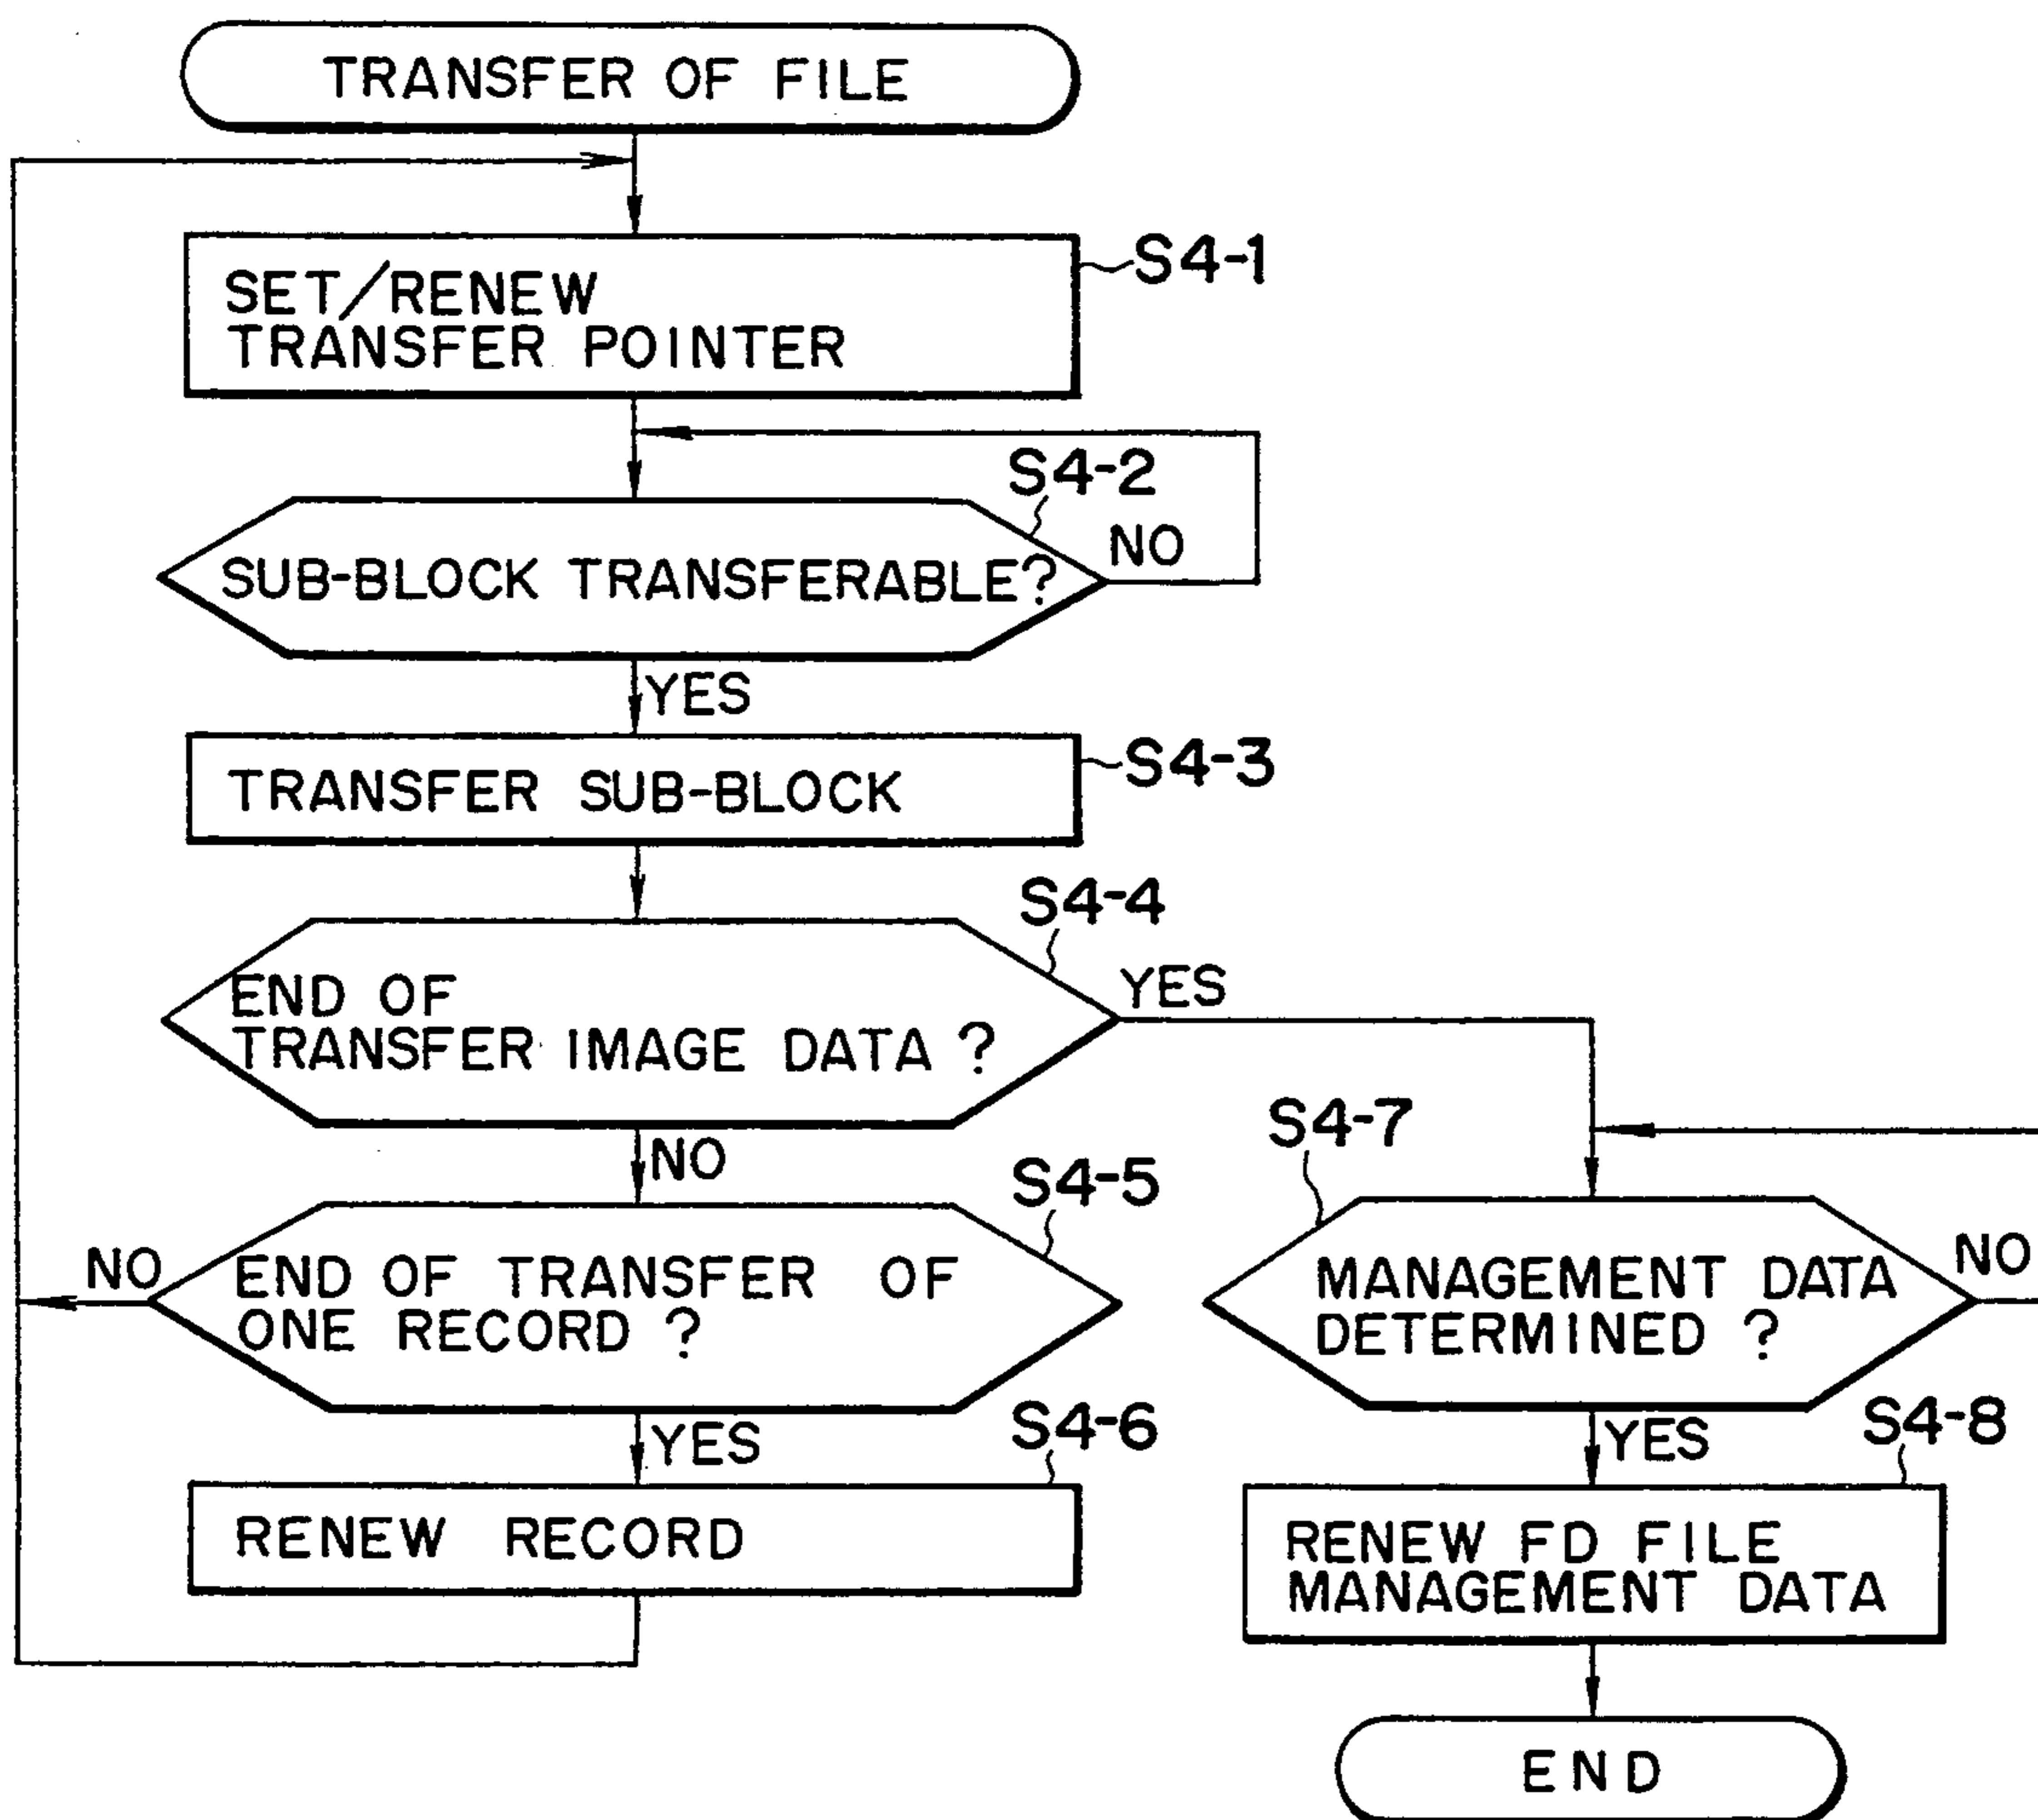 TRANSFER OF FILE
SET/RENEW
TRANSFER POINTER
S4-1
S4-2
SUB-BLOCK TRANSFERABLE?
NO
YES
TRANSFER SUB-BLOCK
S4-3
S4-4
END OF
TRANSFER IMAGE DATA ?
YES
NO
S4-5
END OF TRANSFER OF
ONE RECORD ?
NO
YES
S4-6
RENEW RECORD
S4-7
MANAGEMENT DATA
DETERMINED ?
NO
YES
S4-8
RENEW FD FILE
MANAGEMENT DATA
END